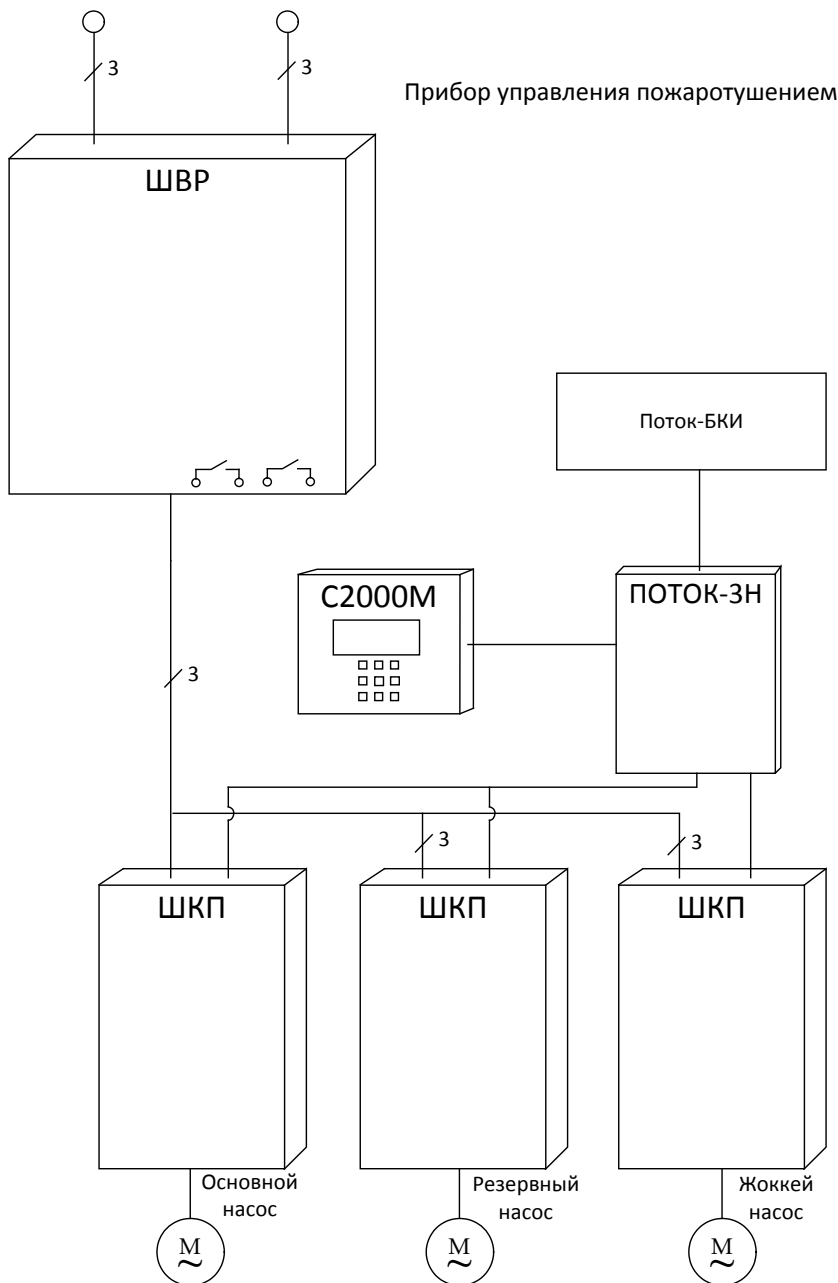 3
3
Прибор управления пожаротушением
ШВР
Поток-БКИ
С2000М
ПОТОК-3Н
3
3
3
ШКП
ШКП
ШКП
Основной
насос
Резервный
насос
Жоккей
насос
М
~
М
~
М
~